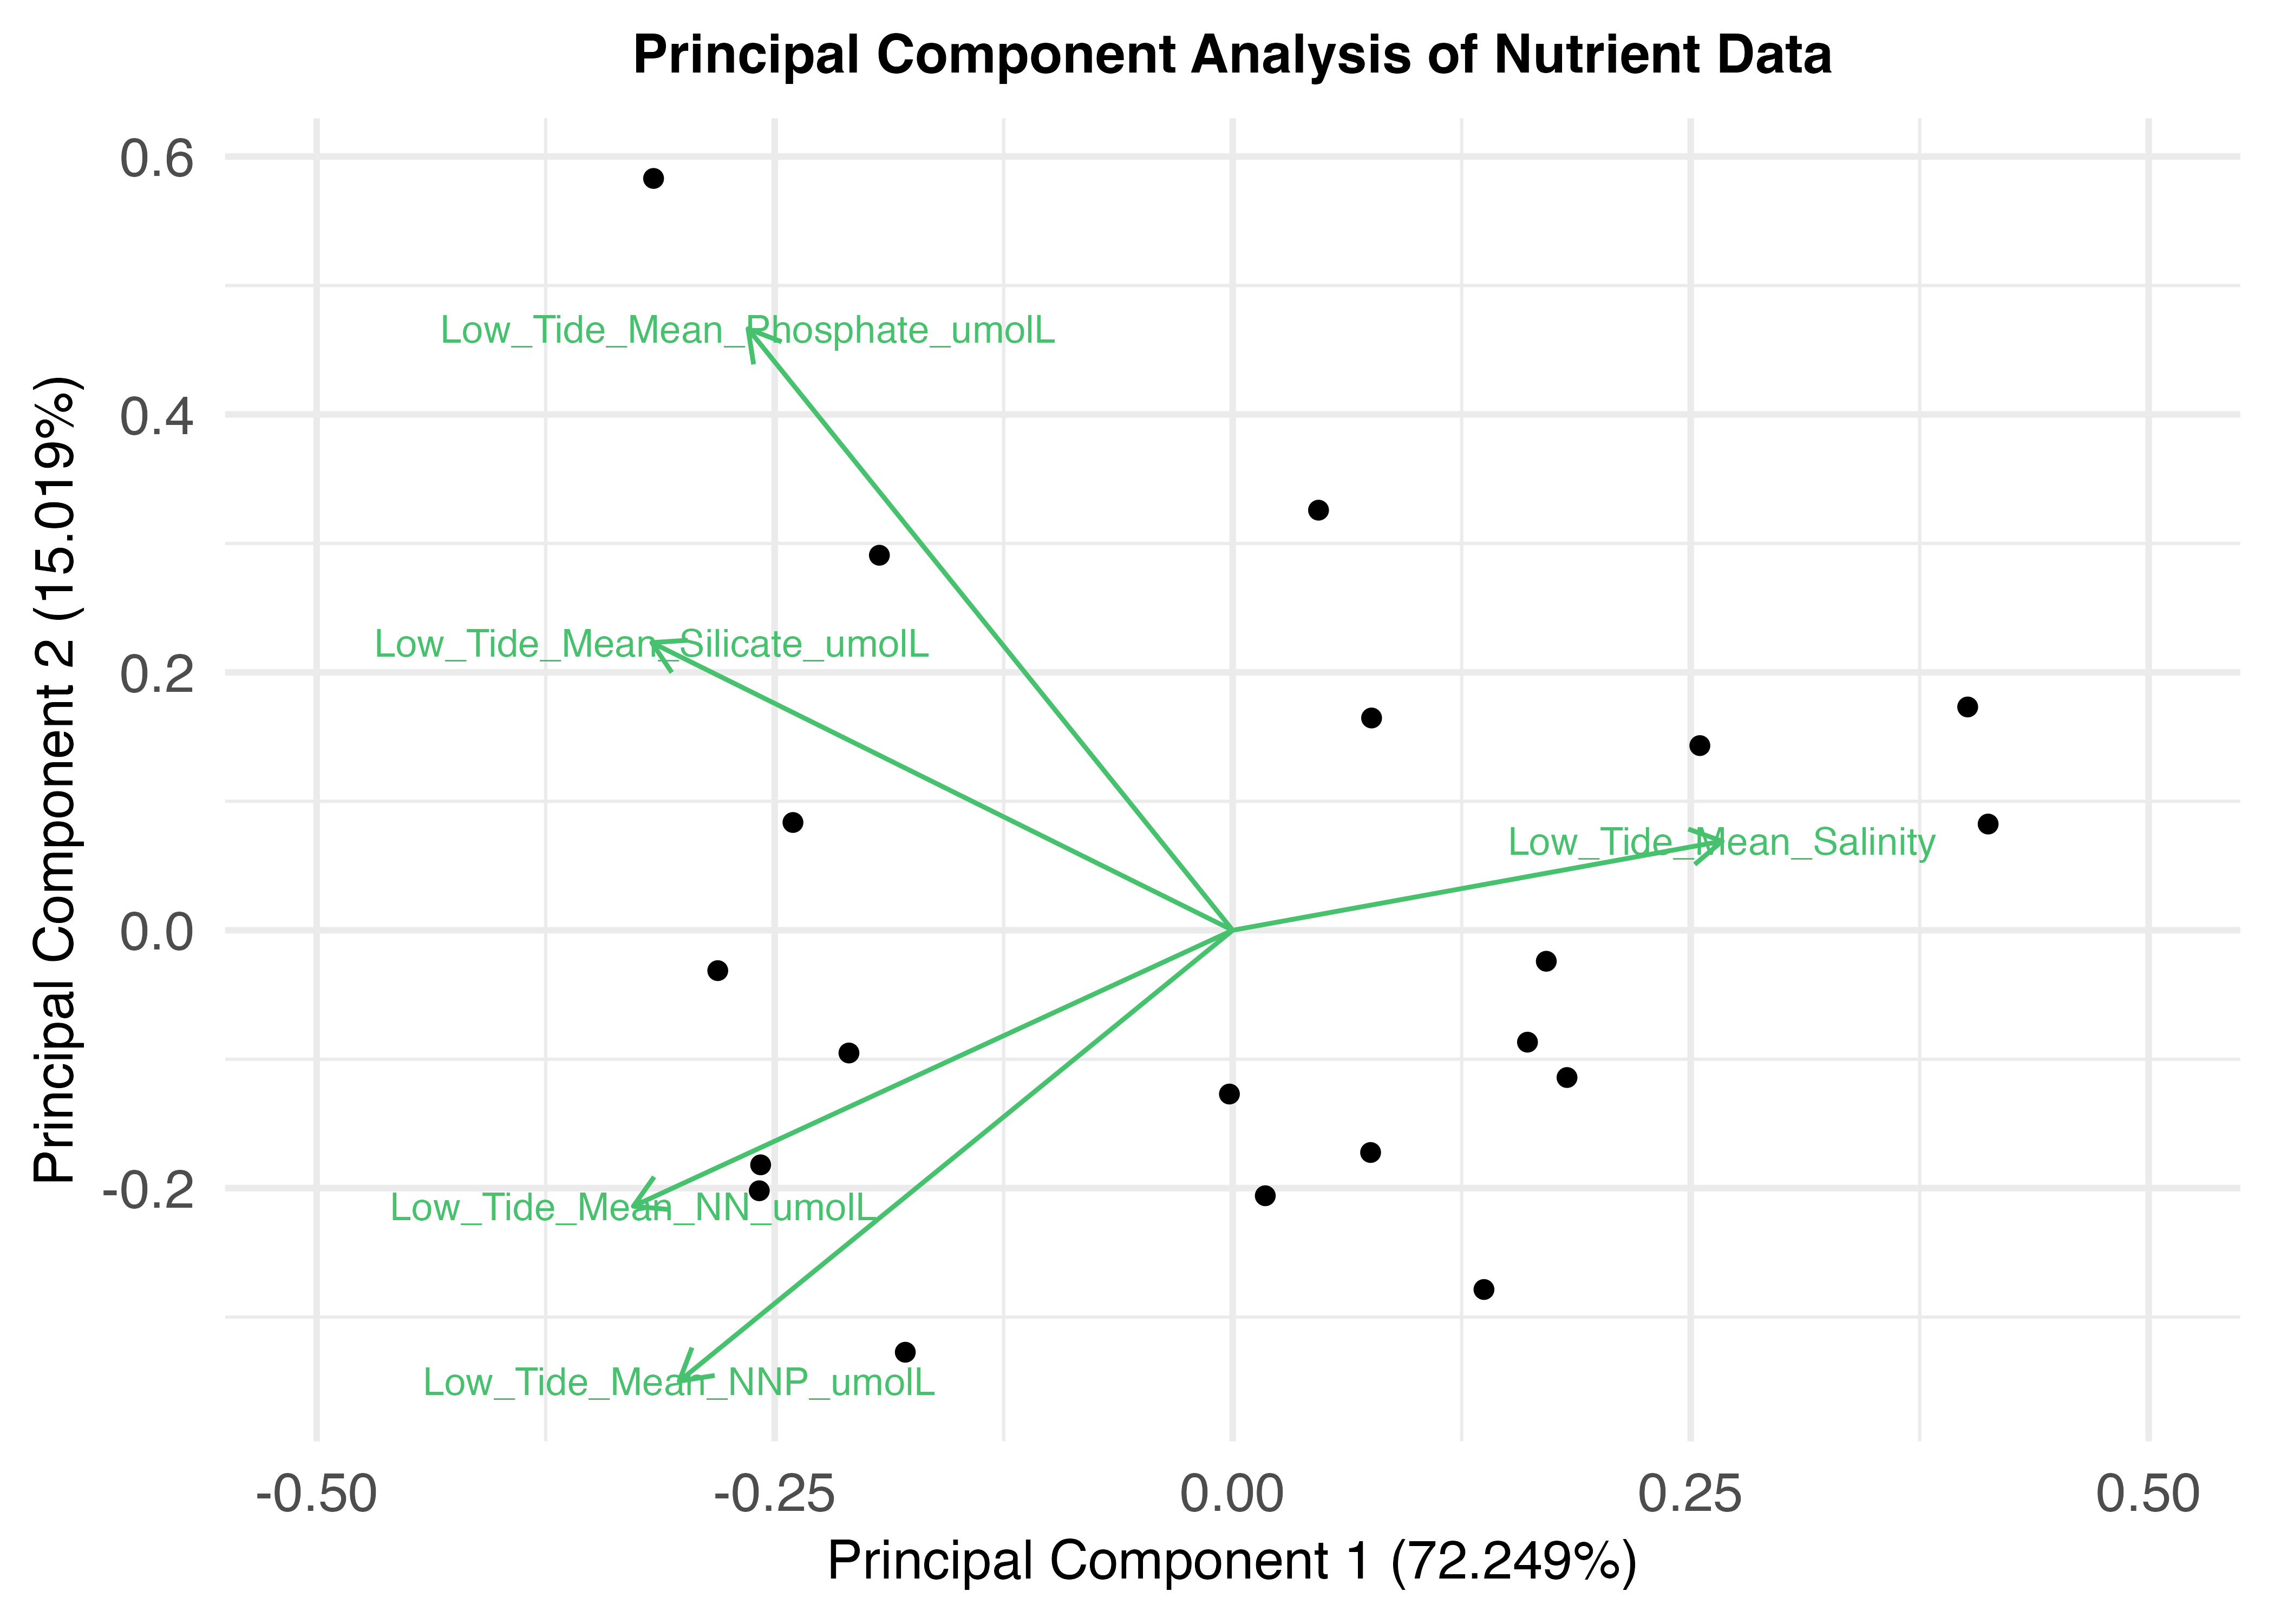 Principal Component Analysis of Nutrient Data
Principal Component 2 (15.019%)
0.6
0.4
0.2
0.0
-0.2
Low_Tide_Mean_Phosphate_umolL
Low_Tide_Mean_Silicate_umolL
Low_Tide_Mean_Salinity
Low_Tide_Mean_NN_umolL
Low_Tide_Mean_NNP_umolL
-0.50 -0.25 0.00 0.25 0.50
Principal Component 1 (72.249%)